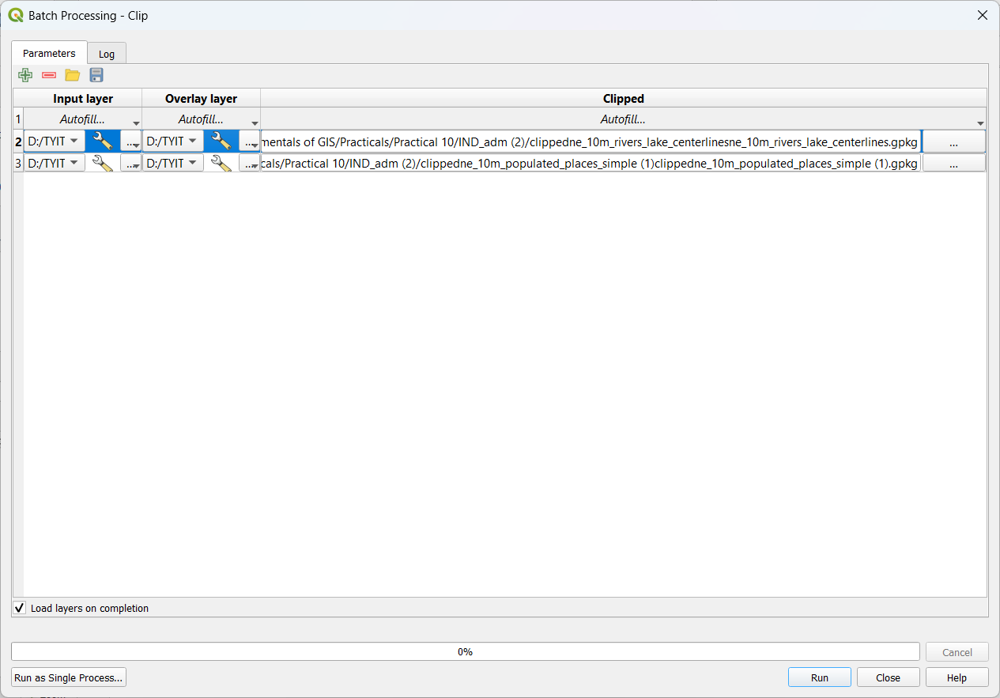 Batch Processing - Clip
Parameters Log
Input layer Overlay layer Clipped
1 Autofill... Autofill... Autofill...
2 D:/TYIT ... D:/TYIT ... mentals of GIS/Practicals/Practical 10/IND_adm (2)/clippedne_10m_rivers_lake_centerlinesne_10m_rivers_lake_centerlines.gpkg ...
3 D:/TYIT ... D:/TYIT ... cals/Practical 10/IND_adm (2)/clippedne_10m_populated_places_simple (1)clippedne_10m_populated_places_simple (1).gpkg ...
Load layers on completion
0% Cancel
Run as Single Process... Run Close Help